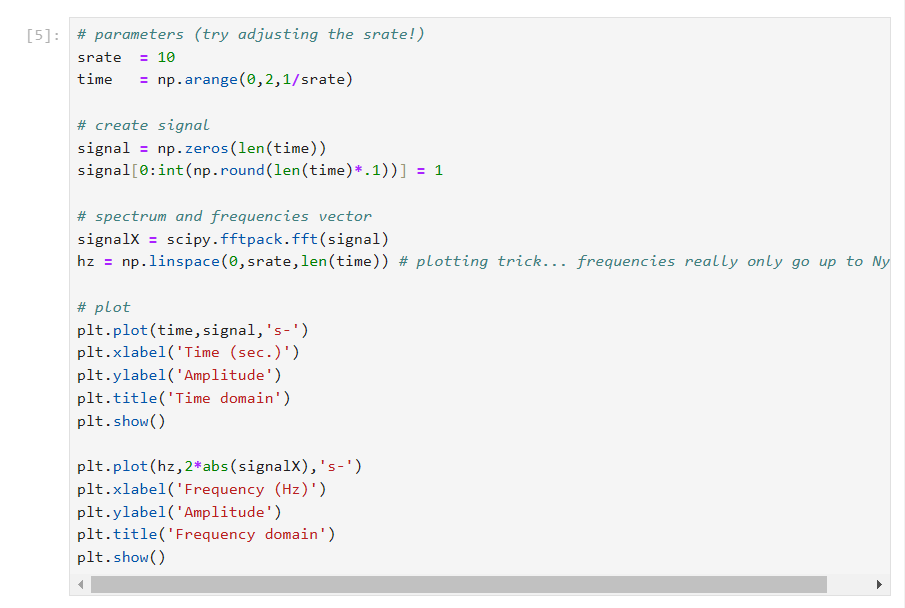 [5]:
# parameters (try adjusting the srate!)
srate  = 10
time   = np.arange(0,2,1/srate)
# create signal
signal = np.zeros(len(time))
signal[0:int(np.round(len(time)*.1))] = 1
# spectrum and frequencies vector
signalX = scipy.fftpack.fft(signal)
hz = np.linspace(0,srate,len(time)) # plotting trick... frequencies really only go up to Ny
# plot
plt.plot(time,signal,'s-')
plt.xlabel('Time (sec.)')
plt.ylabel('Amplitude')
plt.title('Time domain')
plt.show()
plt.plot(hz,2*abs(signalX),'s-')
plt.xlabel('Frequency (Hz)')
plt.ylabel('Amplitude')
plt.title('Frequency domain')
plt.show()